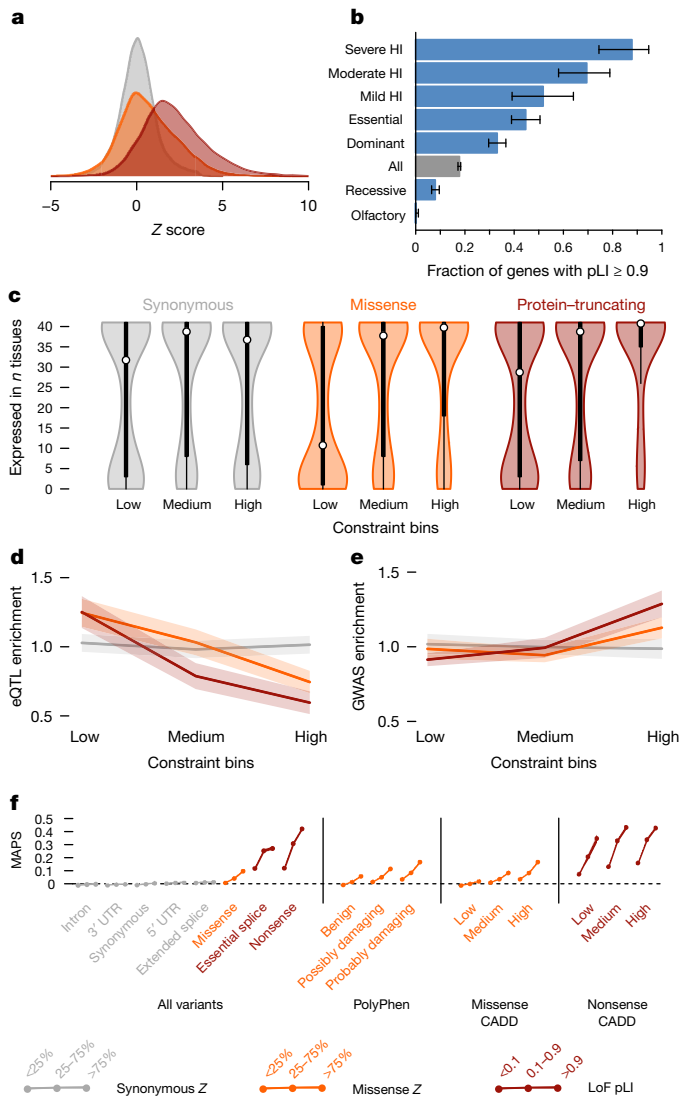 a
−5 0 5 10
Z score
b
Severe HI
Moderate HI
Mild HI
Essential
Dominant
All
Recessive
Olfactory
0 0.2 0.4 0.6 0.8 1
Fraction of genes with pLI ≥ 0.9
c
Synonymous Missense Protein–truncating
Expressed in n tissues
40
35
30
25
20
15
10
5
0
Low Medium High Low Medium High Low Medium High
Constraint bins
d
eQTL enrichment
1.5
1.0
0.5
Low Medium High
Constraint bins
e
GWAS enrichment
1.5
1.0
0.5
Low Medium High
Constraint bins
f
MAPS
0.5
0.4
0.3
0.2
0.1
0
Intron 3′ UTR Synonymous 5′ UTR Extended splice Missense Essential splice Nonsense
Benign Possibly damaging Probably damaging
Low Medium High
Low Medium High
All variants PolyPhen Missense Nonsense
CADD CADD
<25% 25–75% >75% <25% 25–75% >75% <0.1 0.1–0.9 >0.9
Synonymous Z Missense Z LoF pLI